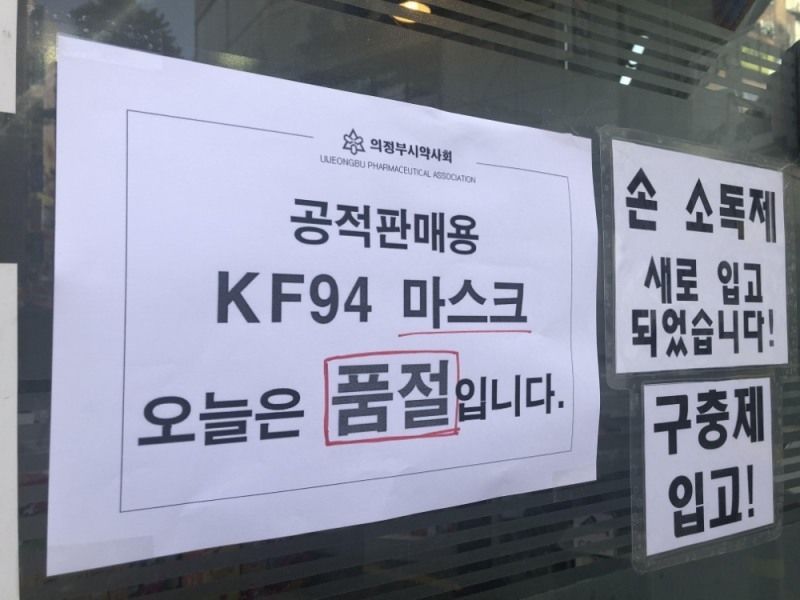 의정부시약사회
UIJEONGBU PHARMACEUTICAL ASSOCIATION
공적판매용
KF94 마스크
오늘은 품절입니다.
손 소독제
새로 입고
되었습니다!
구충제
입고!